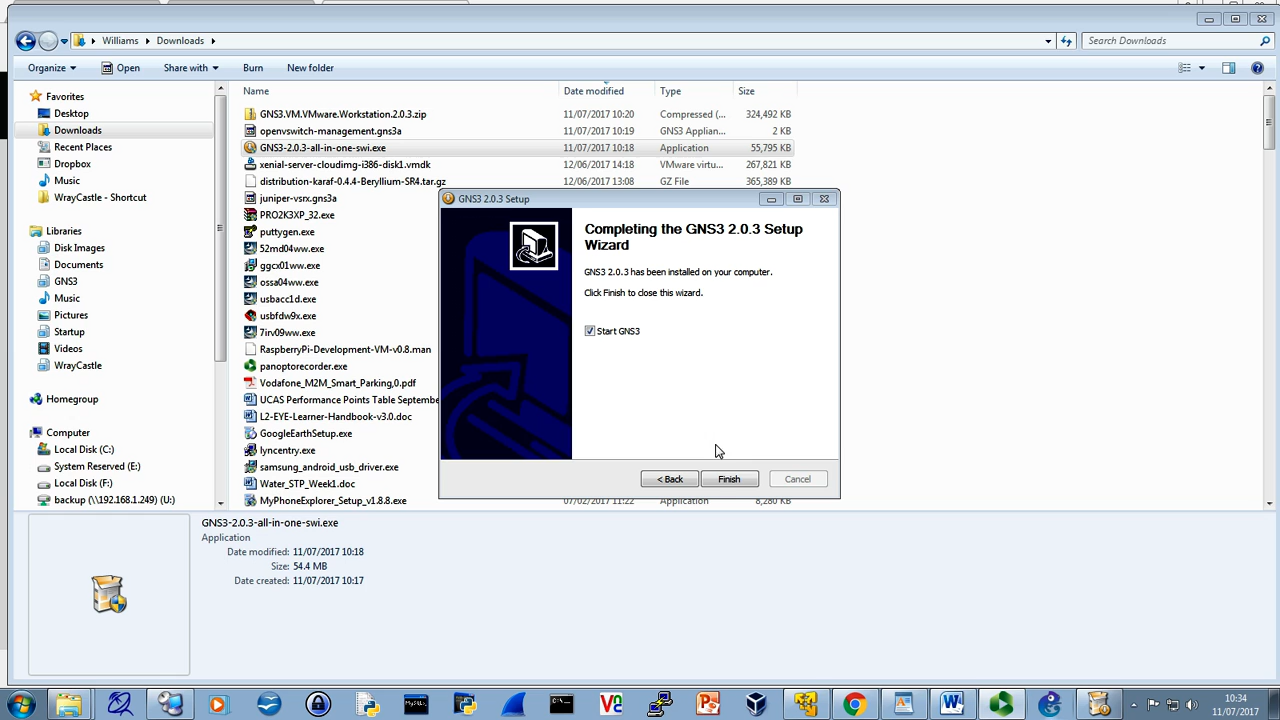 Williams
Downloads
Search Downloads
Organize
Open
Share with
Burn
New folder
Name
Date modified
Type
Size
Favorites
Desktop
Downloads
Recent Places
Dropbox
Music
WrayCastle - Shortcut
Libraries
Disk Images
Documents
GNS3
Music
Pictures
Startup
Videos
WrayCastle
Homegroup
Computer
Local Disk (C:)
System Reserved (E:)
Local Disk (F:)
backup (\\192.168.1.249) (U:)
GNS3.VM.VMware.Workstation.2.0.3.zip 11/07/2017 10:20 Compressed (... 324,492 KB
openvswitch-management.gns3a 11/07/2017 10:19 GNS3 Applian... 2 KB
GNS3-2.0.3-all-in-one-swi.exe 11/07/2017 10:18 Application 55,795 KB
xenial-server-cloudimg-i386-disk1.vmdk 12/06/2017 14:18 VMware virtu... 267,821 KB
distribution-karaf-0.4.4-Beryllium-SR4.tar.gz 12/06/2017 13:08 GZ File 365,389 KB
juniper-vsrx.gns3a
PRO2K3XP_32.exe
puttygen.exe
52md04ww.exe
ggcx01ww.exe
ossa04ww.exe
usbacc1d.exe
usbfdw9x.exe
7irv09ww.exe
RaspberryPi-Development-VM-v0.8.man
panoptorecorder.exe
Vodafone_M2M_Smart_Parking,0.pdf
UCAS Performance Points Table Septembe
L2-EYE-Learner-Handbook-v3.0.doc
GoogleEarthSetup.exe
lyncentry.exe
samsung_android_usb_driver.exe
Water_STP_Week1.doc
MyPhoneExplorer_Setup_v1.8.8.exe 07/02/2017 11:22 Application 8,280 KB
GNS3 2.0.3 Setup
Completing the GNS3 2.0.3 Setup
Wizard
GNS3 2.0.3 has been installed on your computer.
Click Finish to close this wizard.
Start GNS3
< Back
Finish
Cancel
GNS3-2.0.3-all-in-one-swi.exe
Application
Date modified: 11/07/2017 10:18
Size: 54.4 MB
Date created: 11/07/2017 10:17
10:34
11/07/2017